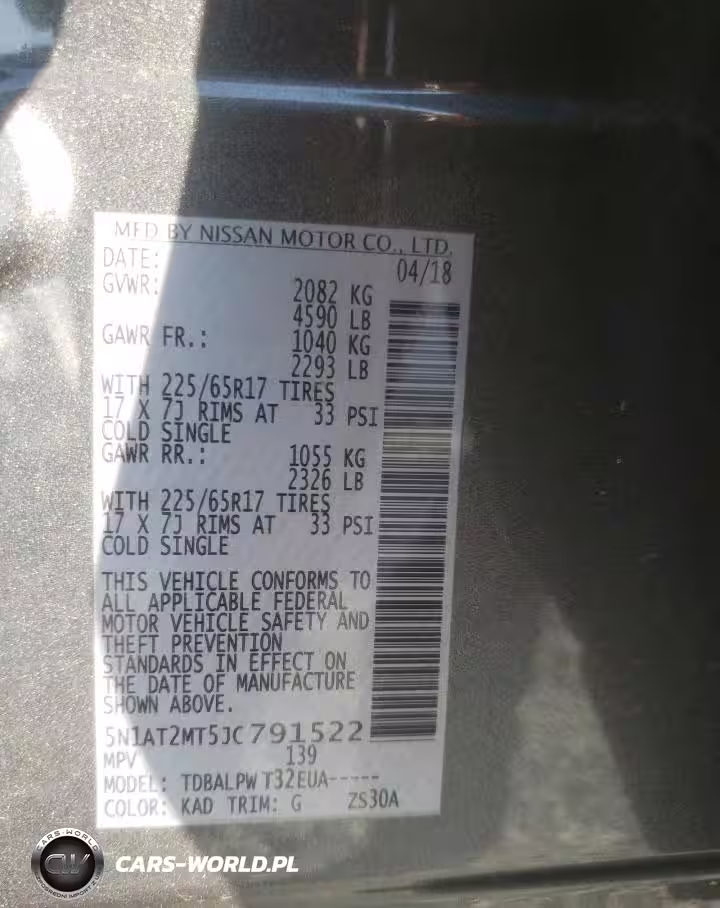 MFD BY NISSAN MOTOR CO., LTD.
DATE: 04/18
GVWR: 2082 KG
4590 LB
GAWR FR.: 1040 KG
2293 LB
WITH 225/65R17 TIRES
17 X 7J RIMS AT 33 PSI
COLD SINGLE
GAWR RR.: 1055 KG
2326 LB
WITH 225/65R17 TIRES
17 X 7J RIMS AT 33 PSI
COLD SINGLE
THIS VEHICLE CONFORMS TO
ALL APPLICABLE FEDERAL
MOTOR VEHICLE SAFETY AND
THEFT PREVENTION
STANDARDS IN EFFECT ON
THE DATE OF MANUFACTURE
SHOWN ABOVE.
5N1AT2MT5JC791522
MPV 139
MODEL: TDBALPW T32EUA-----
COLOR: KAD TRIM: G ZS30A
CARS-WORLD
CW
CARS-WORLD.PL